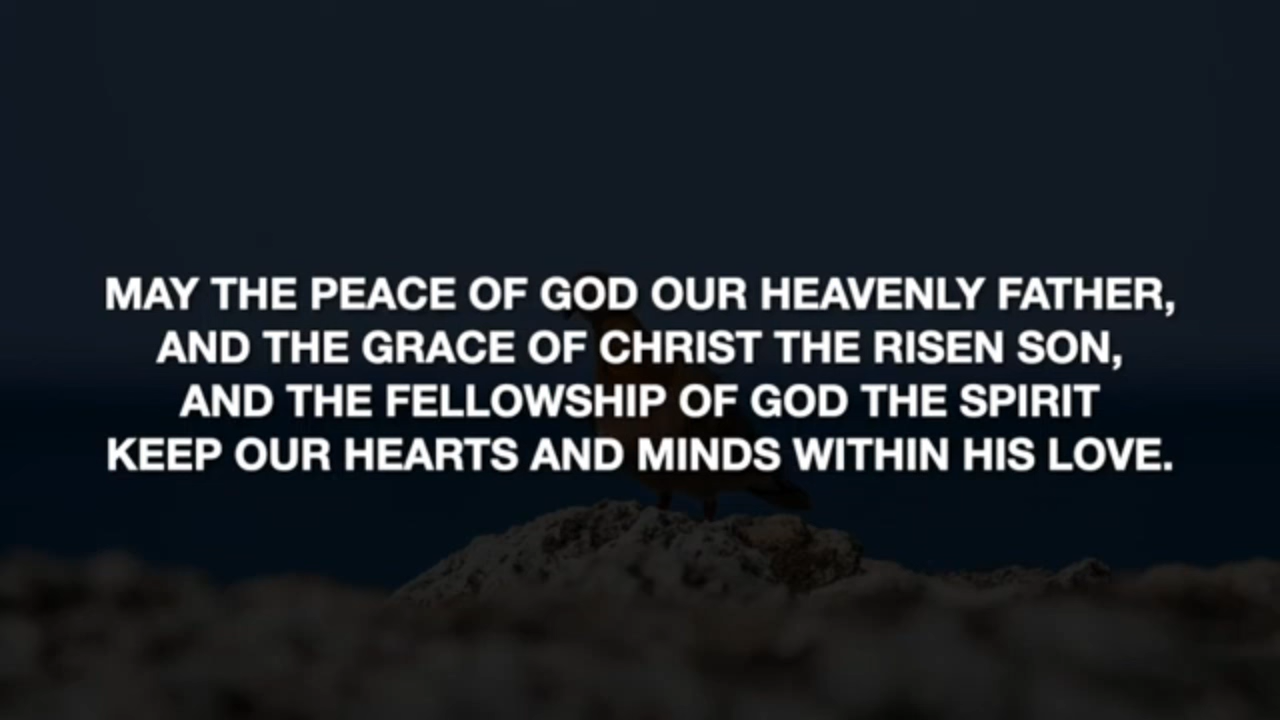 MAY THE PEACE OF GOD OUR HEAVENLY FATHER,
AND THE GRACE OF CHRIST THE RISEN SON,
AND THE FELLOWSHIP OF GOD THE SPIRIT
KEEP OUR HEARTS AND MINDS WITHIN HIS LOVE.